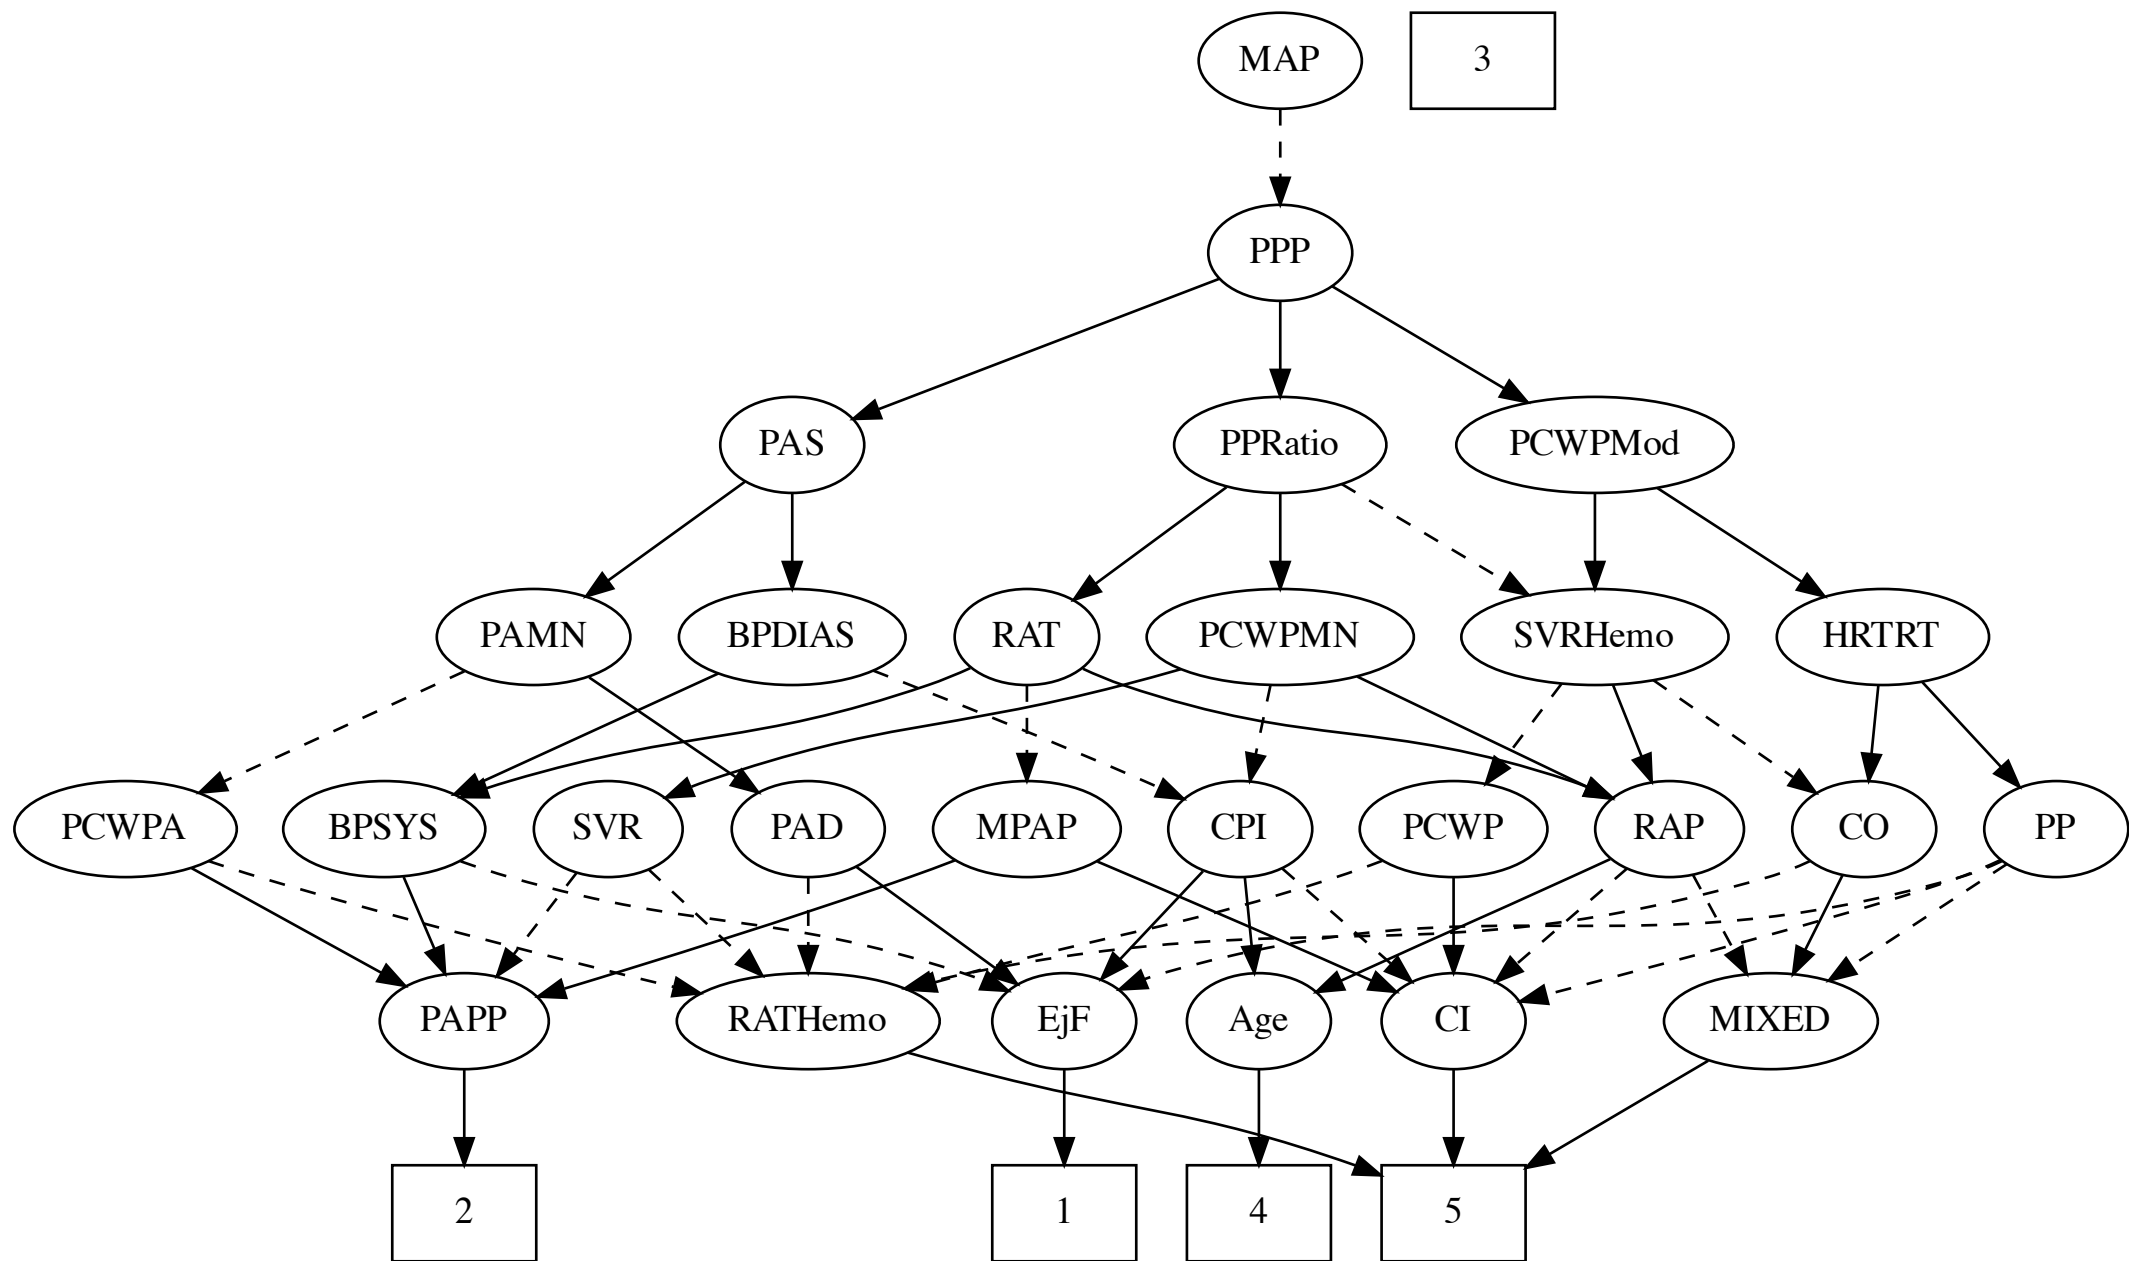 MAP
3
PPP
PAS
PPRatio
PCWPMod
PAMN
BPDIAS
RAT
PCWPMN
SVRHemo
HRTRT
PCWPA
BPSYS
SVR
PAD
MPAP
CPI
PCWP
RAP
CO
PP
PAPP
RATHemo
EjF
Age
CI
MIXED
2
1
4
5